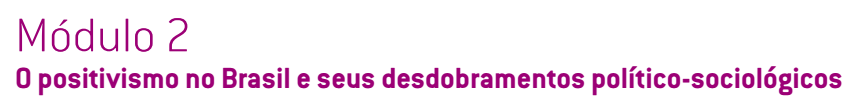 Módulo 2
O positivismo no Brasil e seus desdobramentos político-sociológicos